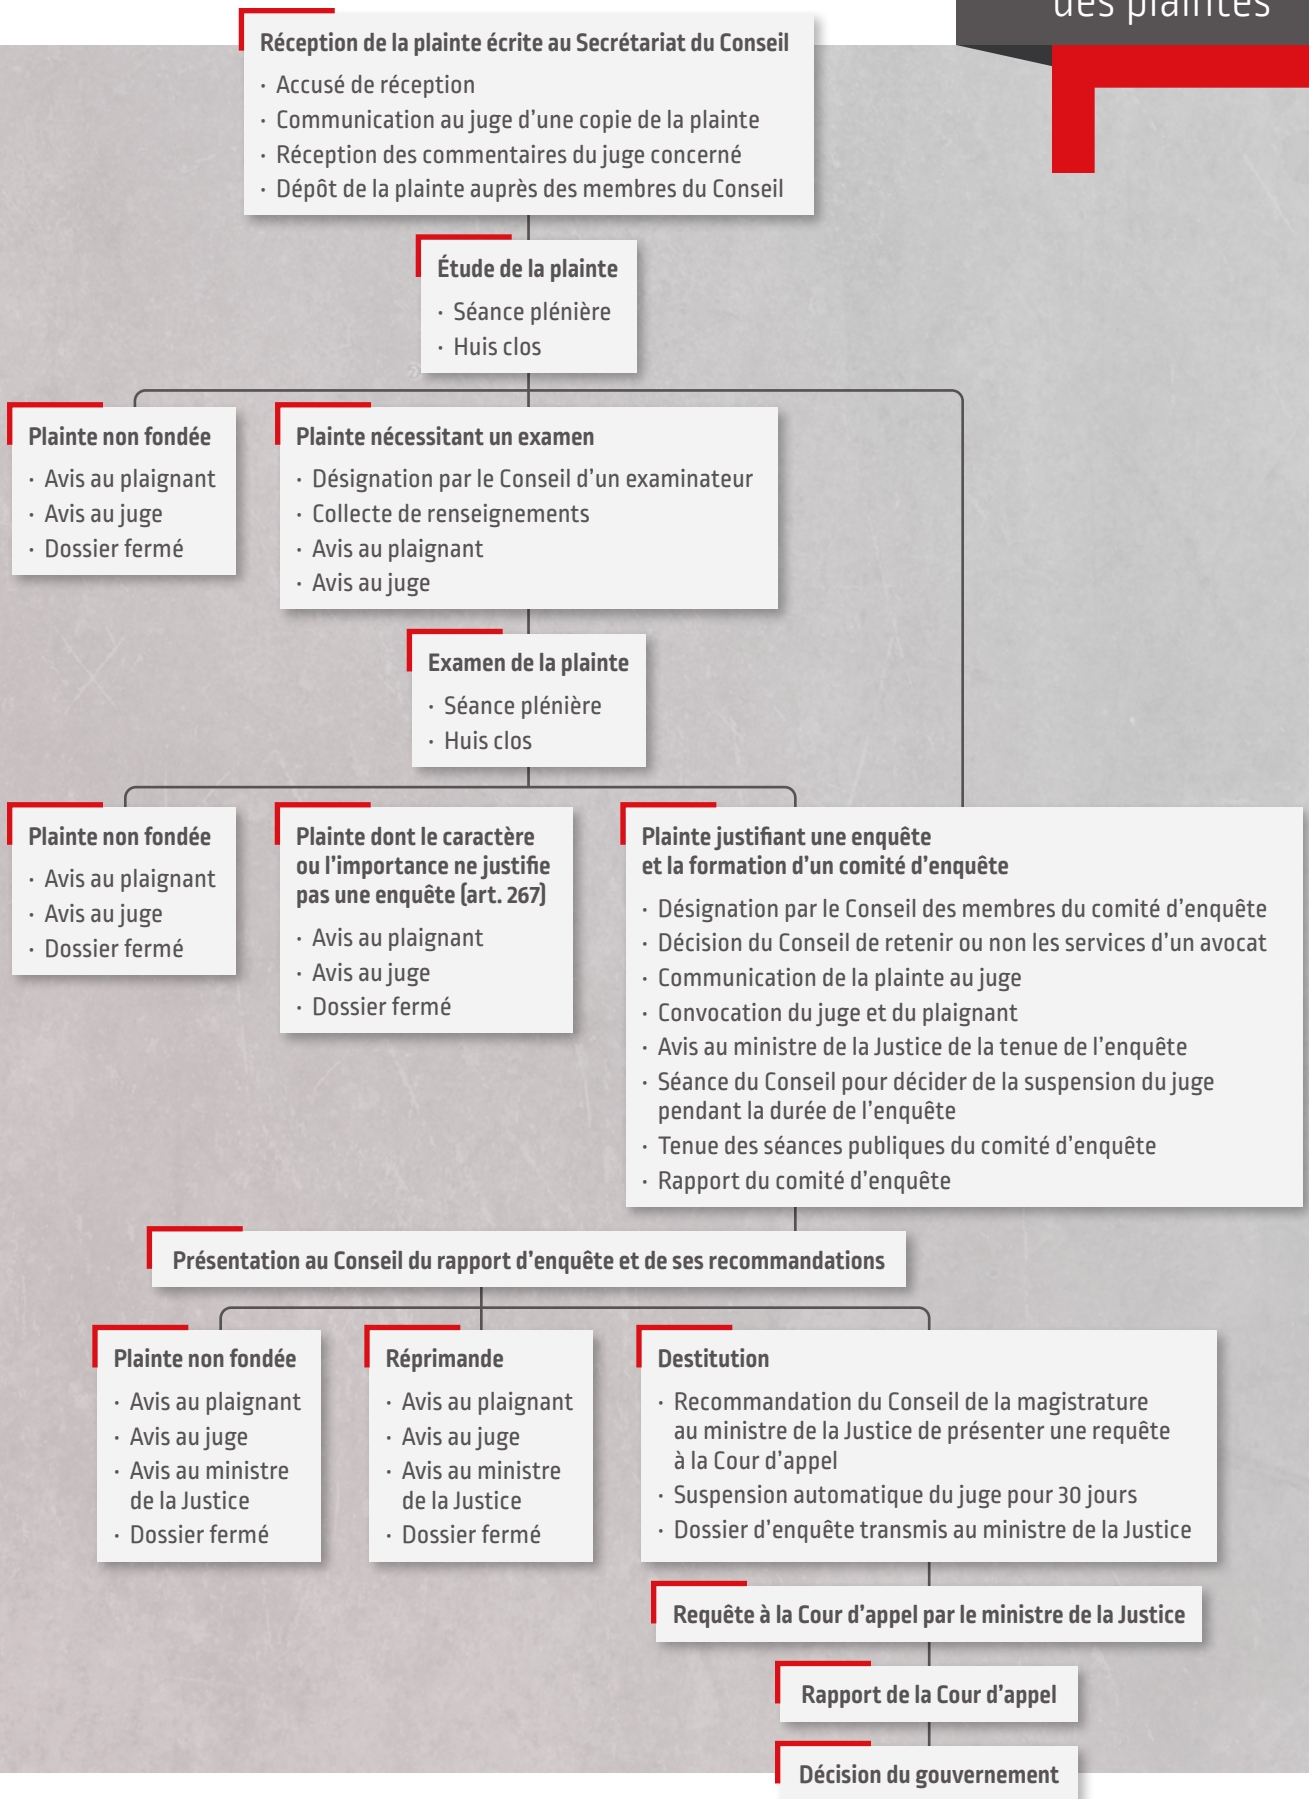 des plaintes
Réception de la plainte écrite au Secrétariat du Conseil
· Accusé de réception
· Communication au juge d’une copie de la plainte
· Réception des commentaires du juge concerné
· Dépôt de la plainte auprès des membres du Conseil
Étude de la plainte
· Séance plénière
· Huis clos
Plainte non fondée
· Avis au plaignant
· Avis au juge
· Dossier fermé
Plainte nécessitant un examen
· Désignation par le Conseil d’un examinateur
· Collecte de renseignements
· Avis au plaignant
· Avis au juge
Examen de la plainte
· Séance plénière
· Huis clos
Plainte non fondée
· Avis au plaignant
· Avis au juge
· Dossier fermé
Plainte dont le caractère
ou l’importance ne justifie
pas une enquête (art. 267)
· Avis au plaignant
· Avis au juge
· Dossier fermé
Plainte justifiant une enquête
et la formation d’un comité d’enquête
· Désignation par le Conseil des membres du comité d’enquête
· Décision du Conseil de retenir ou non les services d’un avocat
· Communication de la plainte au juge
· Convocation du juge et du plaignant
· Avis au ministre de la Justice de la tenue de l’enquête
· Séance du Conseil pour décider de la suspension du juge
pendant la durée de l’enquête
· Tenue des séances publiques du comité d’enquête
· Rapport du comité d’enquête
Présentation au Conseil du rapport d’enquête et de ses recommandations
Plainte non fondée
· Avis au plaignant
· Avis au juge
· Avis au ministre
de la Justice
· Dossier fermé
Réprimande
· Avis au plaignant
· Avis au juge
· Avis au ministre
de la Justice
· Dossier fermé
Destitution
· Recommandation du Conseil de la magistrature
au ministre de la Justice de présenter une requête
à la Cour d’appel
· Suspension automatique du juge pour 30 jours
· Dossier d’enquête transmis au ministre de la Justice
Requête à la Cour d’appel par le ministre de la Justice
Rapport de la Cour d’appel
Décision du gouvernement